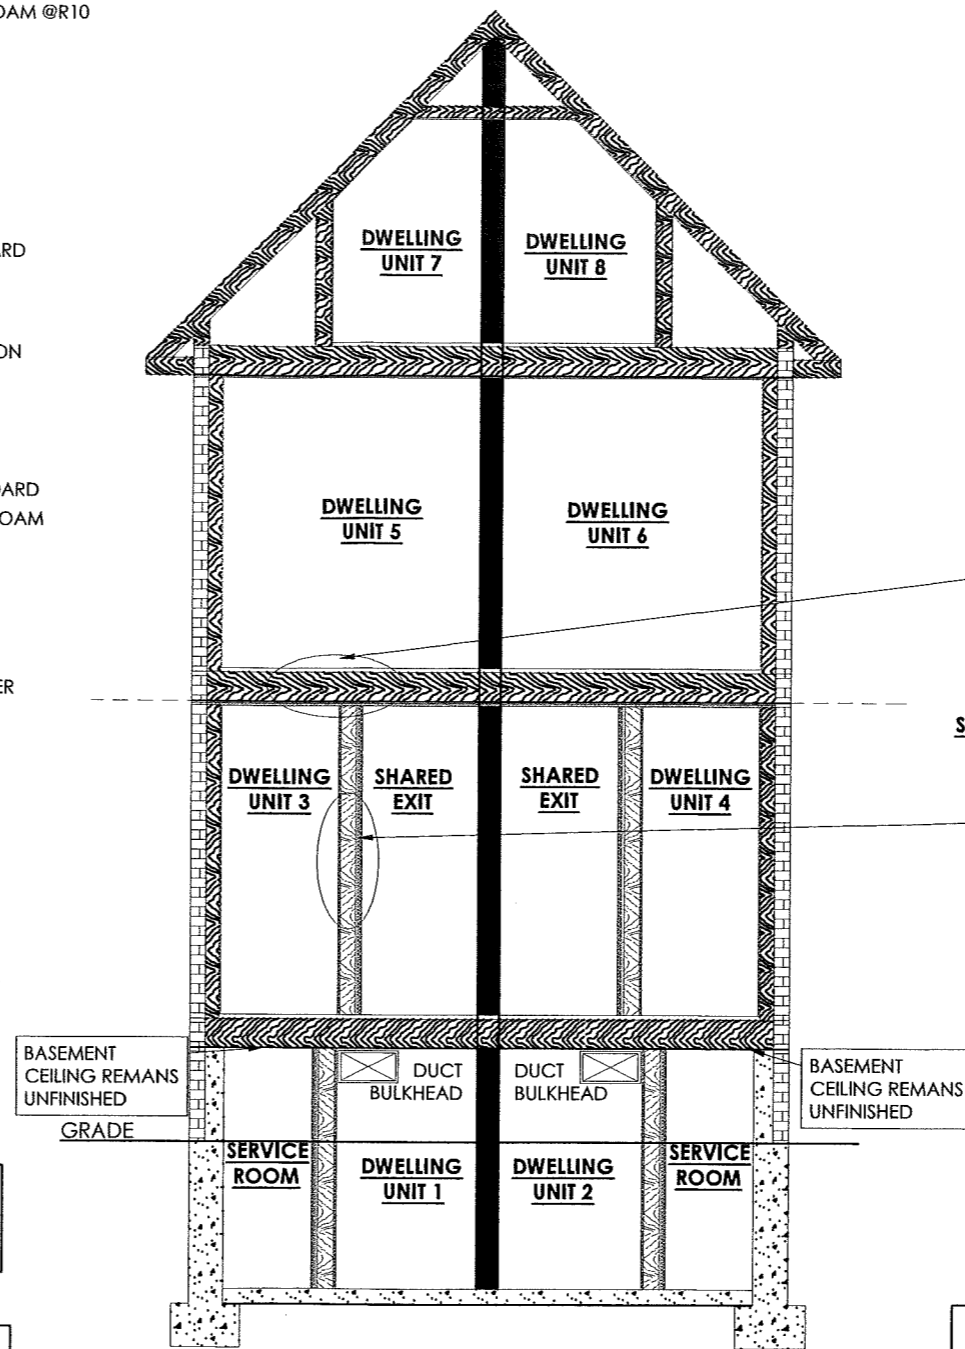 OAM @R10
ARD
ON
OARD
OAM
ER
DWELLING
UNIT 7
DWELLING
UNIT 8
DWELLING
UNIT 5
DWELLING
UNIT 6
S
DWELLING
UNIT 3
SHARED
EXIT
SHARED
EXIT
DWELLING
UNIT 4
BASEMENT
CEILING REMANS
UNFINISHED
DUCT
BULKHEAD
DUCT
BULKHEAD
BASEMENT
CEILING REMANS
UNFINISHED
GRADE
SERVICE
ROOM
DWELLING
UNIT 1
DWELLING
UNIT 2
SERVICE
ROOM